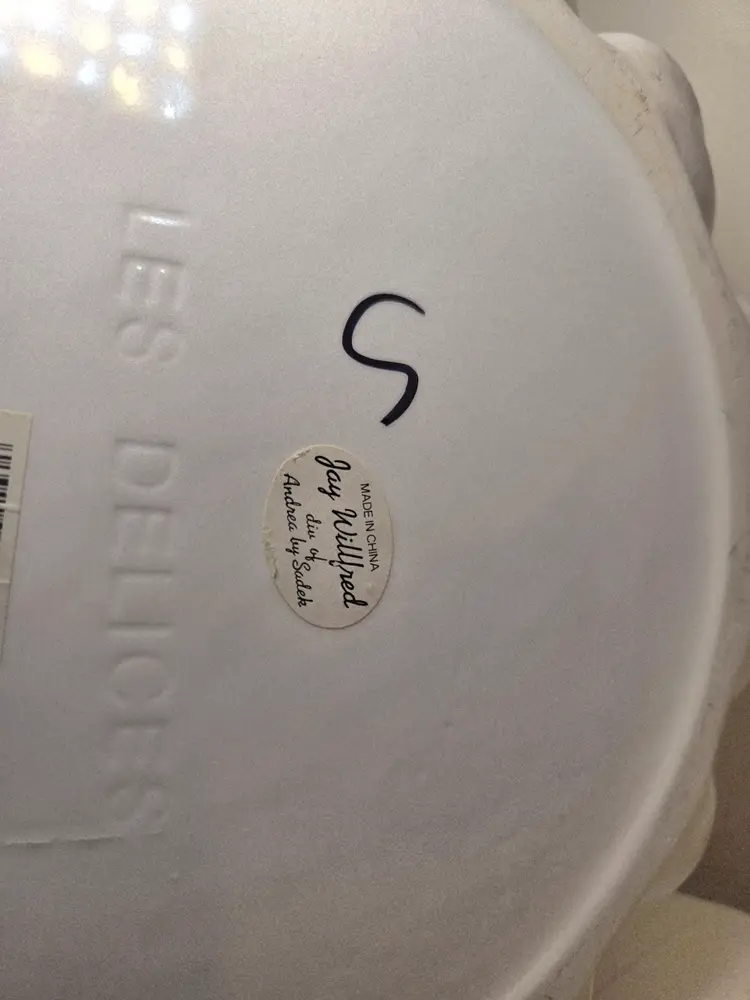 LES DELICES
S
MADE IN CHINA
Jay Willfred
div of
Andrea by Sadek